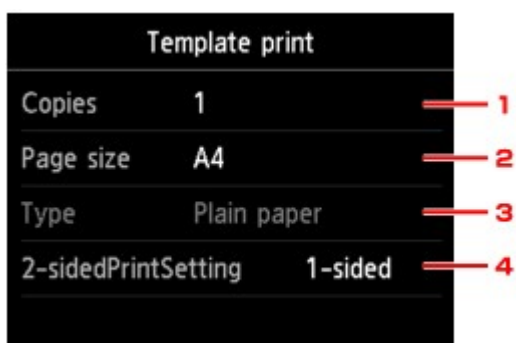 Template print
Copies 1 1
Page size A4 2
Type Plain paper 3
2-sidedPrintSetting 1-sided 4